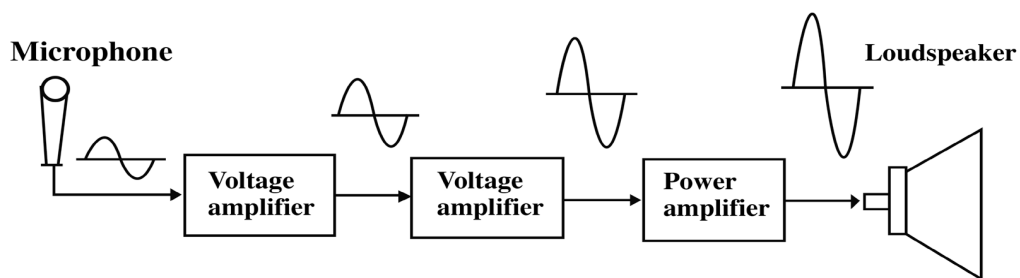 Microphone
Loudspeaker
Voltage
amplifier
Voltage
amplifier
Power
amplifier